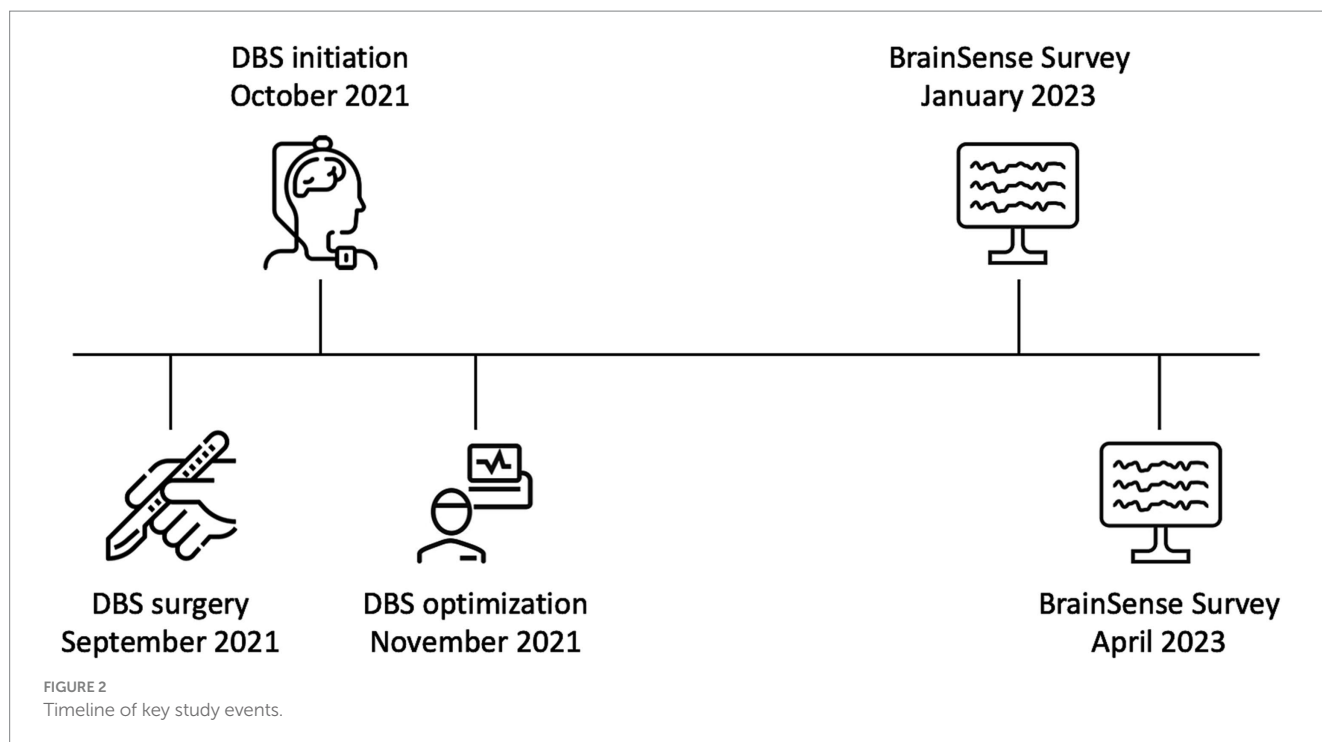 DBS initiation
October 2021
BrainSense Survey
January 2023
DBS surgery
September 2021
DBS optimization
November 2021
BrainSense Survey
April 2023
FIGURE 2
Timeline of key study events.